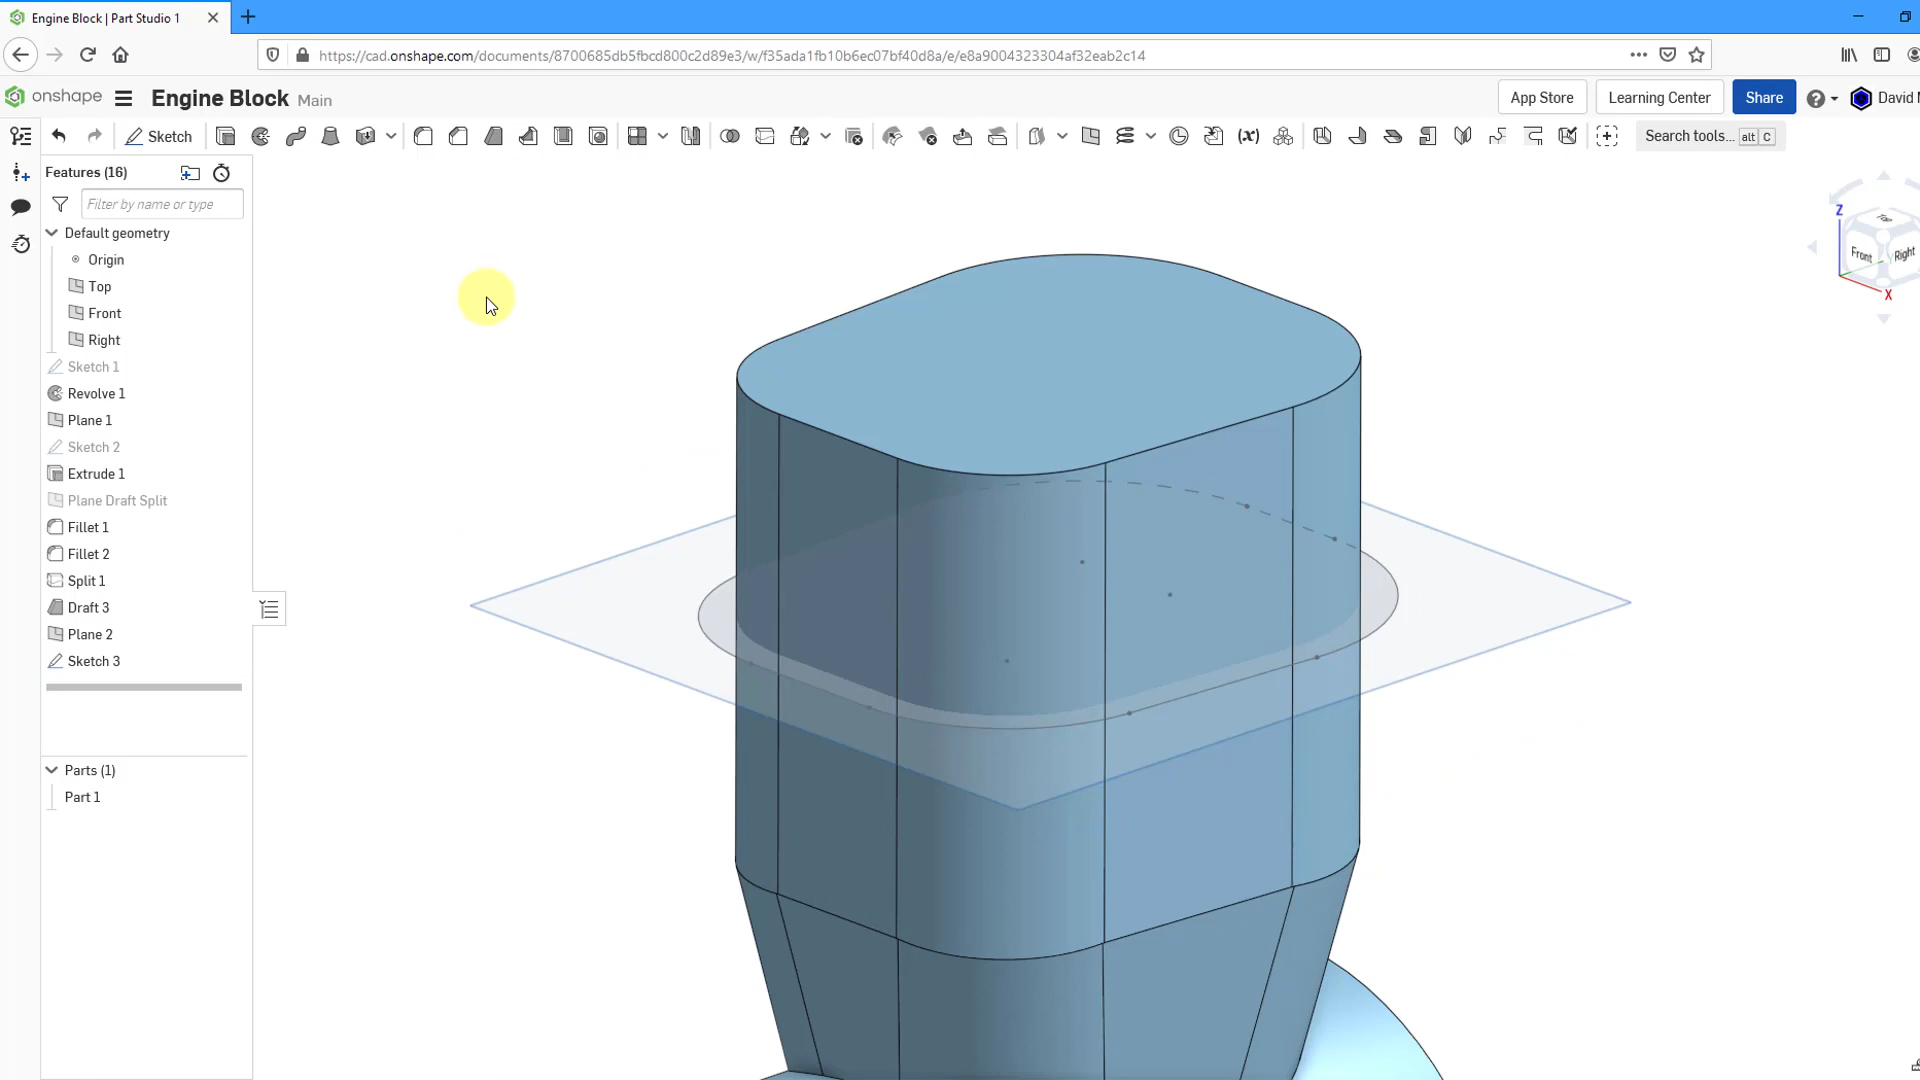 Engine Block | Part Studio 1
https://cad.onshape.com/documents/8700685db5fbcd800c2d89e3/w/f35ada1fb10b6ec07bf40d8a/e/e8a9004323304af32eab2c14
onshape
Engine Block Main
App Store
Learning Center
Share
David
Sketch
Search tools... alt C
Features (16)
Filter by name or type
Default geometry
Origin
Top
Front
Right
Sketch 1
Revolve 1
Plane 1
Sketch 2
Extrude 1
Plane Draft Split
Fillet 1
Fillet 2
Split 1
Draft 3
Plane 2
Sketch 3
Parts (1)
Part 1
Z
Top
Front
Right
X